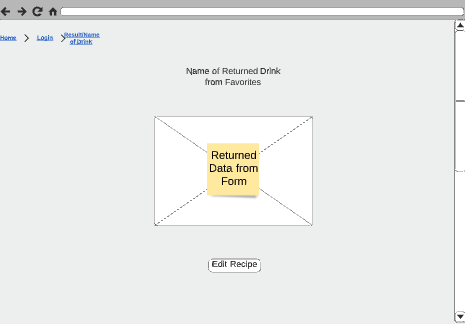 Home
Login
Result/Name
of Drink
Name of Returned Drink
from Favorites
Returned
Data from
Form
Edit Recipe